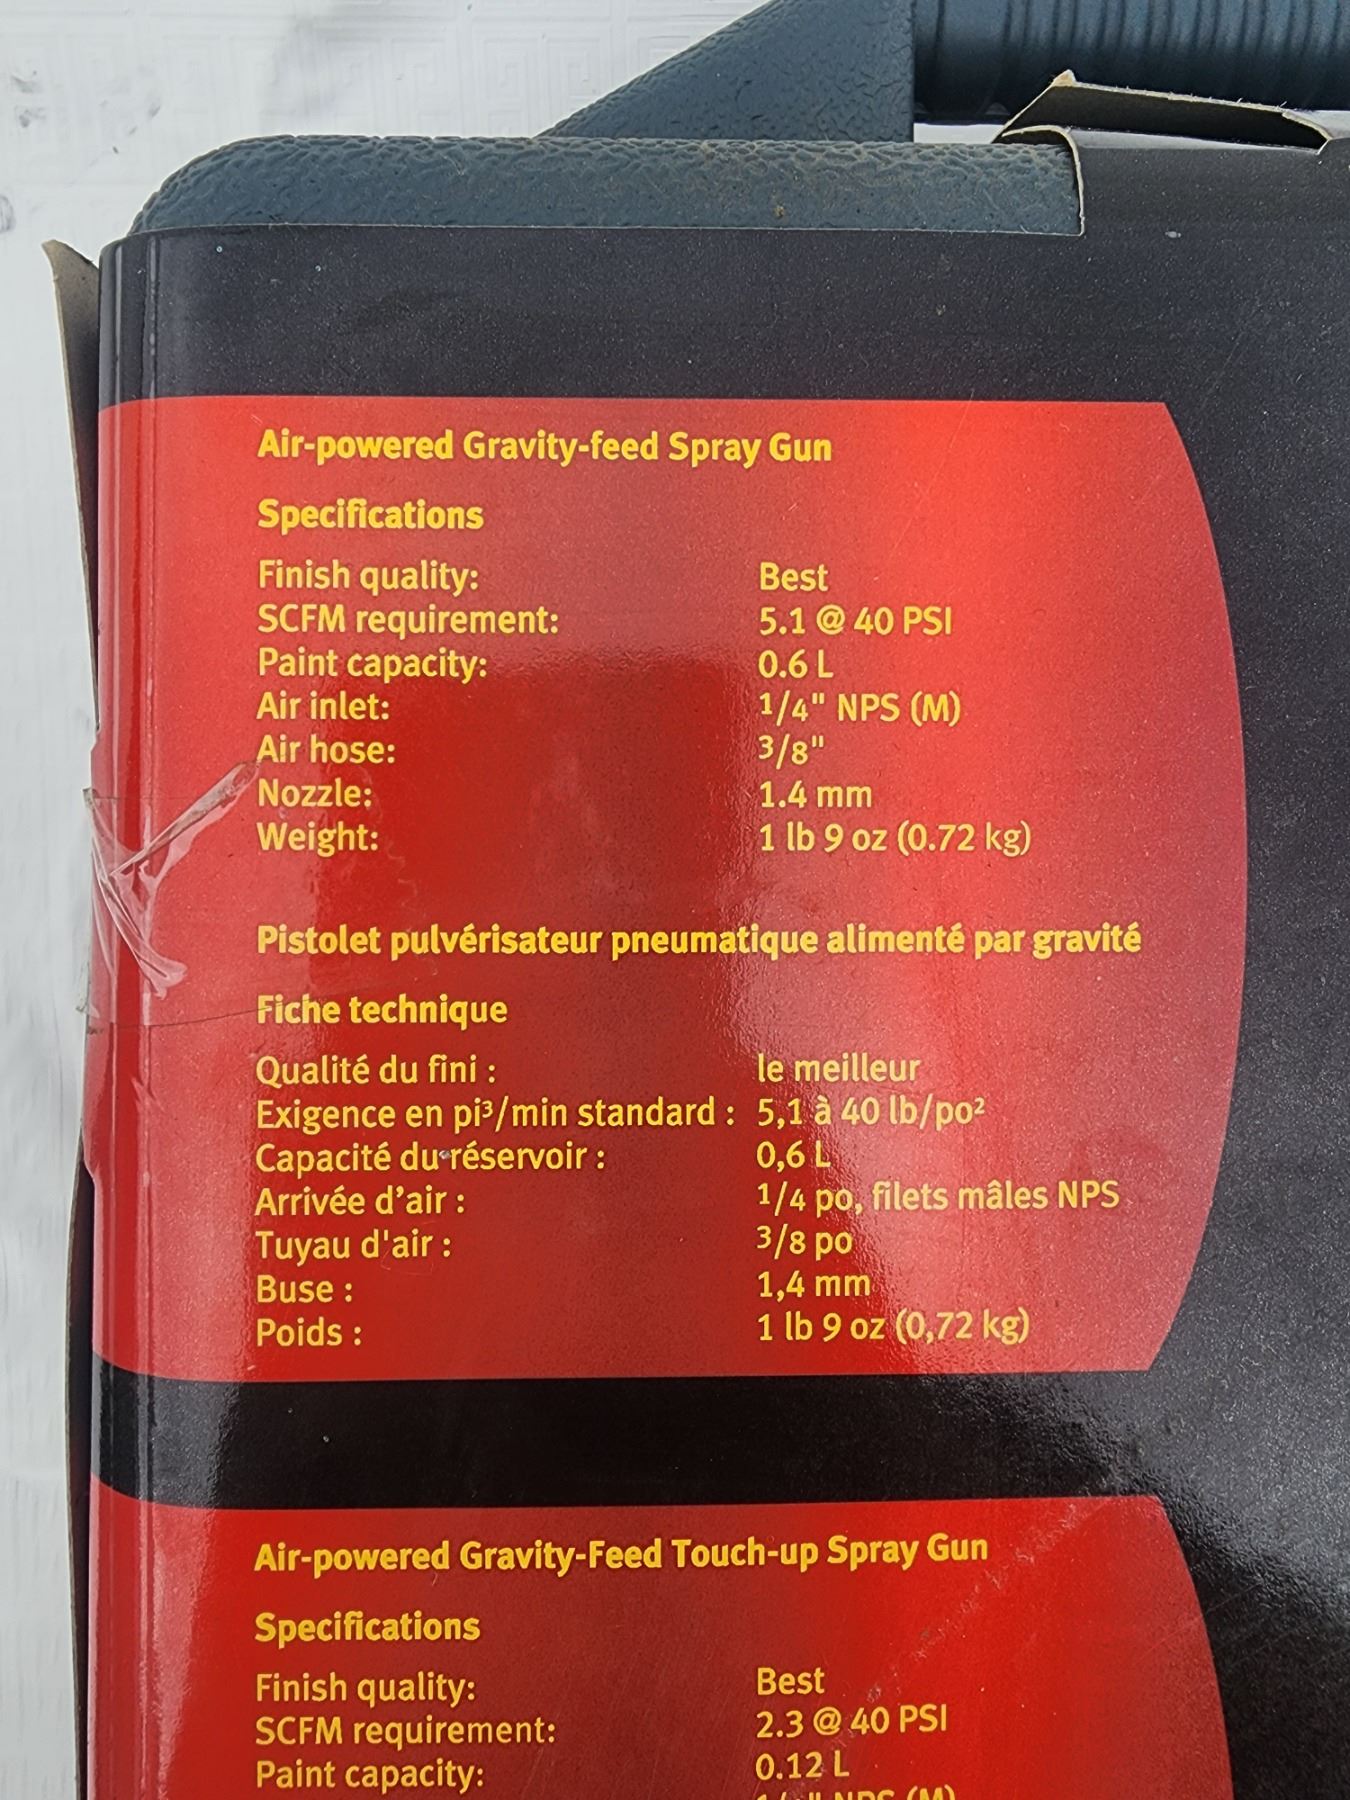 Air-powered Gravity-feed Spray Gun
Specifications
Finish quality: Best
SCFM requirement: 5.1 @ 40 PSI
Paint capacity: 0.6 L
Air inlet: 1/4" NPS (M)
Air hose: 3/8"
Nozzle: 1.4 mm
Weight: 1 lb 9 oz (0.72 kg)
Pistolet pulvérisateur pneumatique alimenté par gravité
Fiche technique
Qualité du fini : le meilleur
Exigence en pi³/min standard : 5,1 à 40 lb/po²
Capacité du réservoir : 0,6 L
Arrivée d’air : 1/4 po, filets mâles NPS
Tuyau d'air : 3/8 po
Buse : 1,4 mm
Poids : 1 lb 9 oz (0,72 kg)
Air-powered Gravity-Feed Touch-up Spray Gun
Specifications
Finish quality: Best
SCFM requirement: 2.3 @ 40 PSI
Paint capacity: 0.12 L
NPS (M)